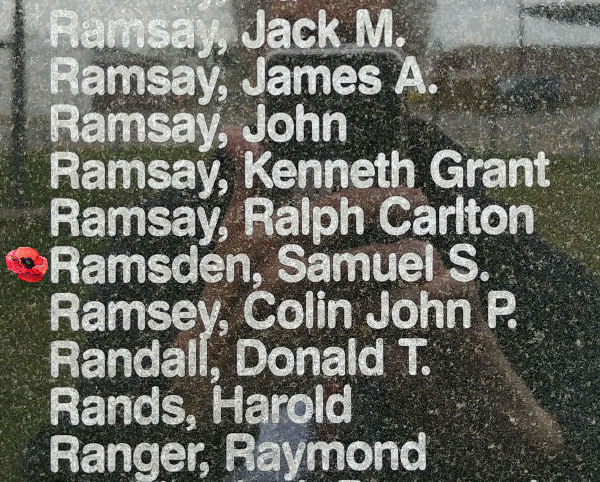 Ramsay, Jack M.
Ramsay, James A.
Ramsay, John
Ramsay, Kenneth Grant
Ramsay, Ralph Carlton
Ramsden, Samuel S.
Ramsey, Colin John P.
Randall, Donald T.
Rands, Harold
Ranger, Raymond